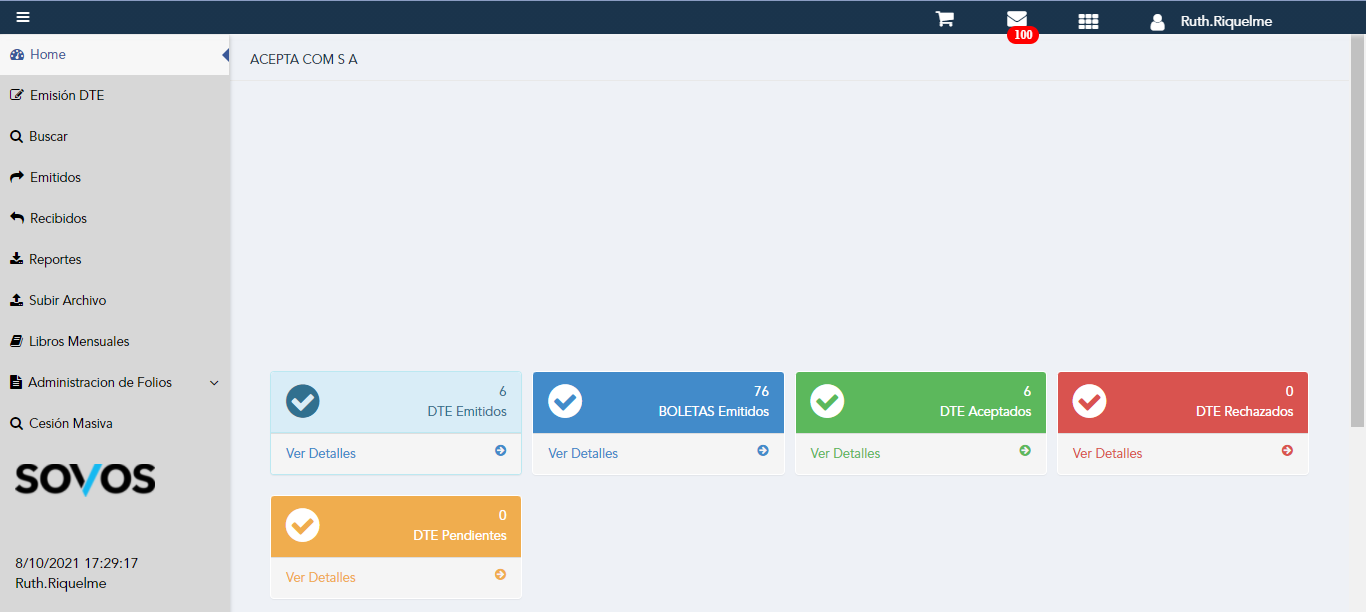 100
Ruth.Riquelme
Home
Emisión DTE
Buscar
Emitidos
Recibidos
Reportes
Subir Archivo
Libros Mensuales
Administracion de Folios
Cesión Masiva
SOVOS
8/10/2021 17:29:17
Ruth.Riquelme
ACEPTA COM S A
6
DTE Emitidos
Ver Detalles
76
BOLETAS Emitidos
Ver Detalles
6
DTE Aceptados
Ver Detalles
0
DTE Rechazados
Ver Detalles
0
DTE Pendientes
Ver Detalles